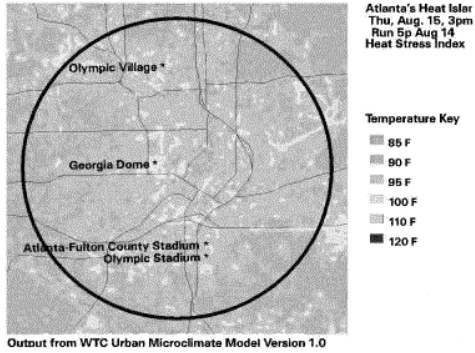 Atlanta's Heat Islar
Thu, Aug. 15, 3pm
Run 5p Aug 14
Heat Stress Index
Olympic Village *
Georgia Dome *
Atlanta-Fulton County Stadium *
Olympic Stadium *
Temperature Key
85 F
90 F
95 F
100 F
110 F
120 F
Output from WTC Urban Microclimate Model Version 1.0